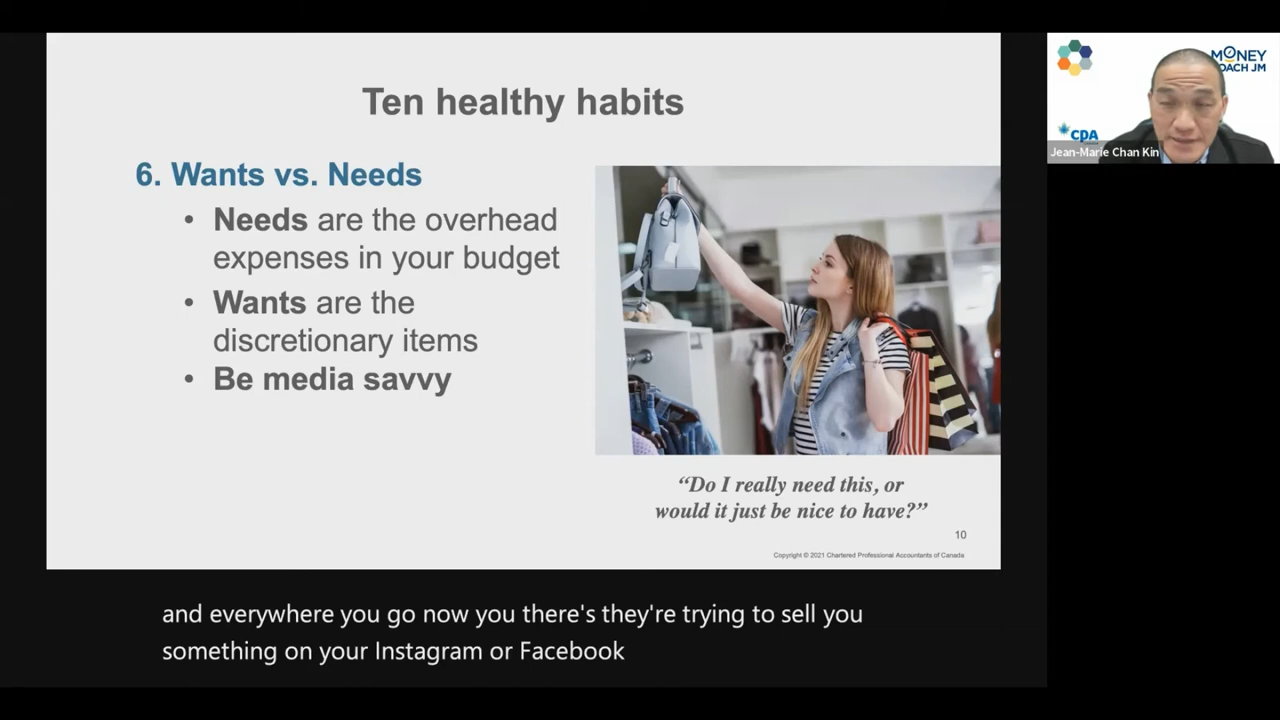 Ten healthy habits
6. Wants vs. Needs
• Needs are the overhead
expenses in your budget
• Wants are the
discretionary items
• Be media savvy
“Do I really need this, or
would it just be nice to have?”
10
Copyright © 2021 Chartered Professional Accountants of Canada
MONEY
COACH JM
CPA
Jean-Marie Chan Kin
and everywhere you go now you there's they're trying to sell you
something on your Instagram or Facebook